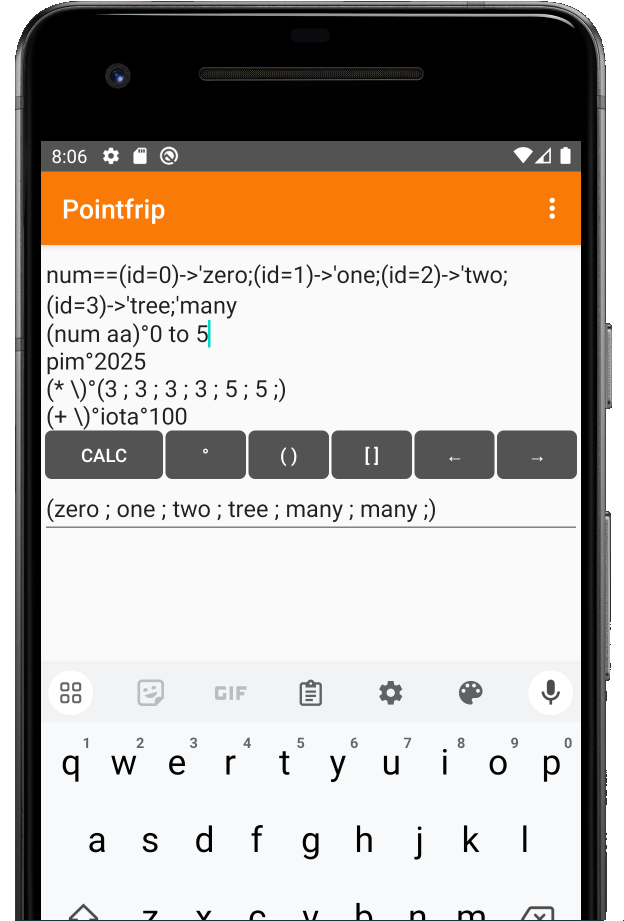 8:06
Pointfrip
num==(id=0)->'zero;(id=1)->'one;(id=2)->'two;
(id=3)->'tree;'many
(num aa)°0 to 5
pim°2025
(* \)°(3 ; 3 ; 3 ; 3 ; 5 ; 5 ;)
(+ \)°iota°100
CALC ° ( ) [ ] ← →
(zero ; one ; two ; tree ; many ; many ;)
GIF
1 2 3 4 5 6 7 8 9 0
q w e r t y u i o p
a s d f g h j k l
z x c v b n m